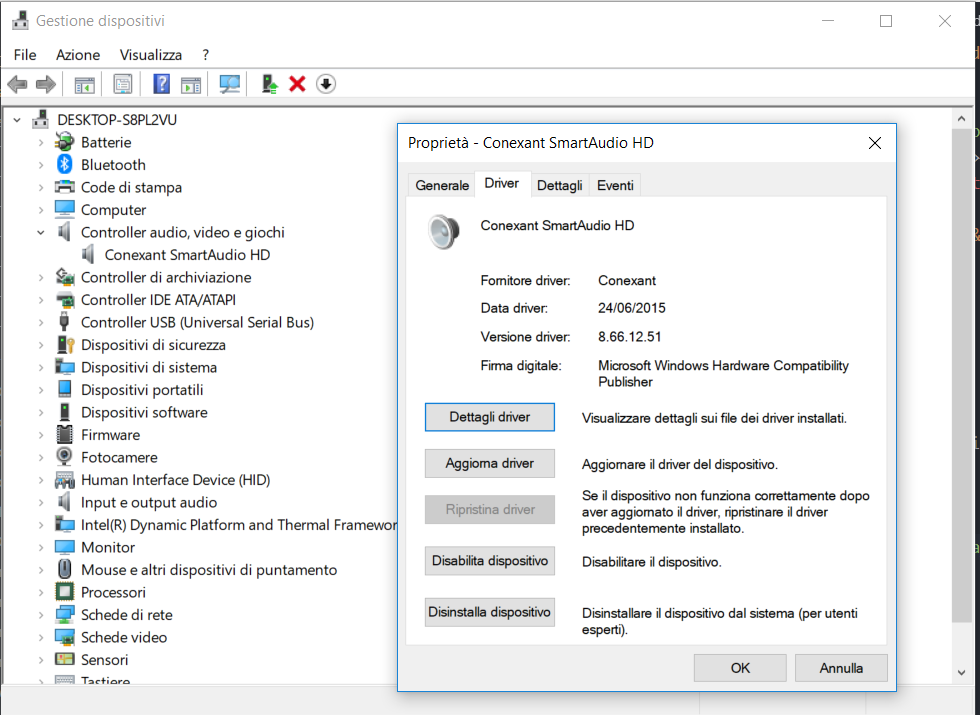 Gestione dispositivi
File Azione Visualizza ?
DESKTOP-S8PL2VU
Batterie
Bluetooth
Code di stampa
Computer
Controller audio, video e giochi
Conexant SmartAudio HD
Controller di archiviazione
Controller IDE ATA/ATAPI
Controller USB (Universal Serial Bus)
Dispositivi di sicurezza
Dispositivi di sistema
Dispositivi portatili
Dispositivi software
Firmware
Fotocamere
Human Interface Device (HID)
Input e output audio
Intel(R) Dynamic Platform and Thermal Framewor
Monitor
Mouse e altri dispositivi di puntamento
Processori
Schede di rete
Schede video
Sensori
Tastiere
Proprietà - Conexant SmartAudio HD
Generale Driver Dettagli Eventi
Conexant SmartAudio HD
Fornitore driver: Conexant
Data driver: 24/06/2015
Versione driver: 8.66.12.51
Firma digitale: Microsoft Windows Hardware Compatibility
Publisher
Dettagli driver Visualizzare dettagli sui file dei driver installati.
Aggiorna driver Aggiornare il driver del dispositivo.
Ripristina driver Se il dispositivo non funziona correttamente dopo
aver aggiornato il driver, ripristinare il driver
precedentemente installato.
Disabilita dispositivo Disabilitare il dispositivo.
Disinstalla dispositivo Disinstallare il dispositivo dal sistema (per utenti
esperti).
OK Annulla